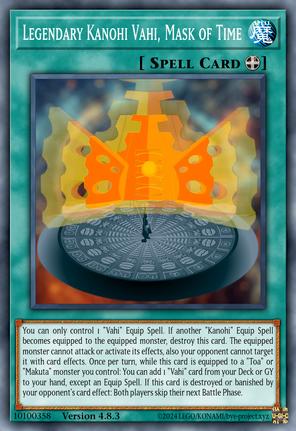 Legendary Kanohi Vahi, Mask of Time
[ Spell Card ]
You can only control 1 "Vahi" Equip Spell. If another "Kanohi" Equip Spell
becomes equipped to the equipped monster, destroy this card. The equipped
monster cannot attack or activate its effects, also your opponent cannot target
it with card effects. Once per turn, while this card is equipped to a "Toa" or
"Makuta" monster you control: You can add 1 "Vahi" card from your Deck or GY
to your hand, except an Equip Spell. If this card is destroyed or banished by
your opponent's card effect: Both players skip their next Battle Phase.
10100358 Version 4.8.3 ©2024 LEGO/KONAMI/bye-project.xyz